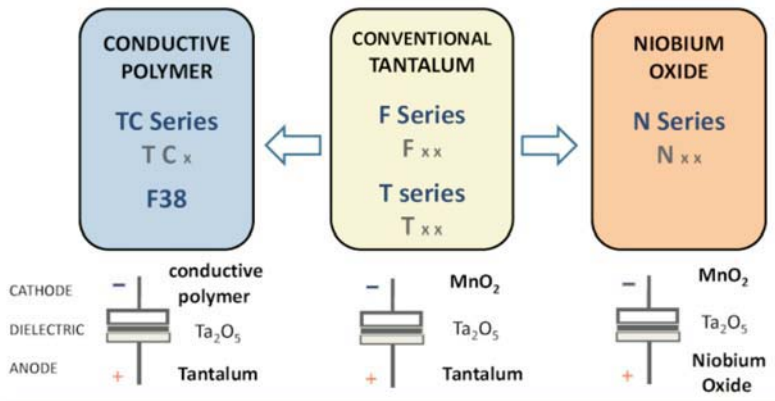 CONDUCTIVE
POLYMER
TC Series
T C x
F38
CONVENTIONAL
TANTALUM
F Series
F x x
T series
T x x
NIOBIUM
OXIDE
N Series
N x x
CATHODE
DIELECTRIC
ANODE
−
conductive
polymer
Ta₂O₅
+
Tantalum
−
MnO₂
Ta₂O₅
+
Tantalum
−
MnO₂
Ta₂O₅
+
Niobium
Oxide